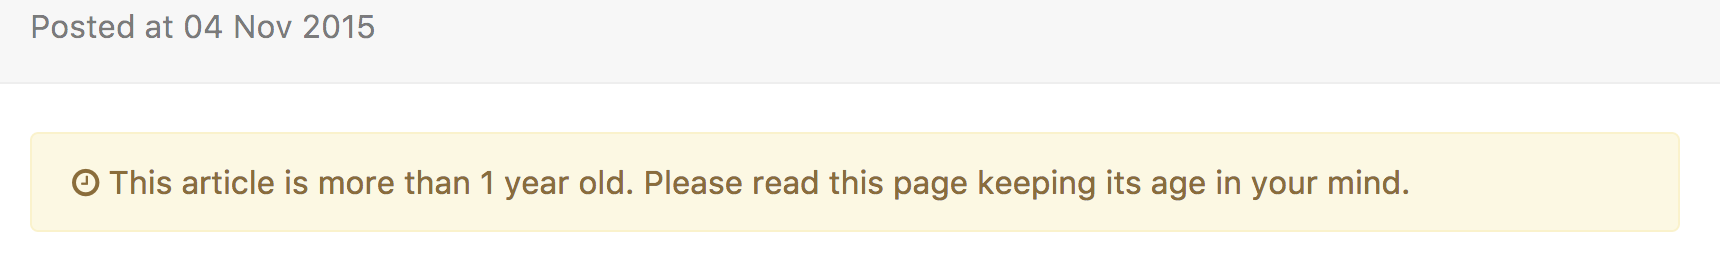 Posted at 04 Nov 2015
This article is more than 1 year old. Please read this page keeping its age in your mind.